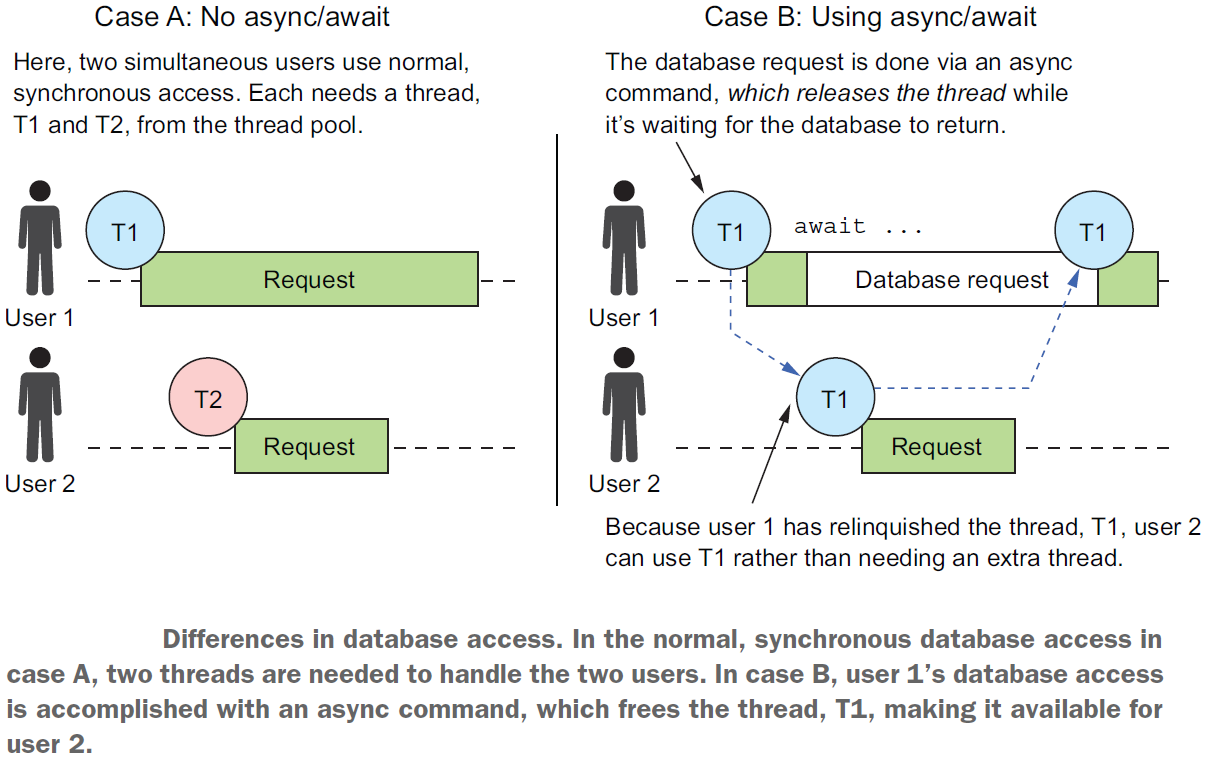 Case A: No async/await
Here, two simultaneous users use normal,
synchronous access. Each needs a thread,
T1 and T2, from the thread pool.
T1
Request
User 1
T2
Request
User 2
Case B: Using async/await
The database request is done via an async
command, which releases the thread while
it’s waiting for the database to return.
T1
await ...
T1
Database request
User 1
T1
Request
User 2
Because user 1 has relinquished the thread, T1, user 2
can use T1 rather than needing an extra thread.
Differences in database access. In the normal, synchronous database access in
case A, two threads are needed to handle the two users. In case B, user 1’s database access
is accomplished with an async command, which frees the thread, T1, making it available for
user 2.